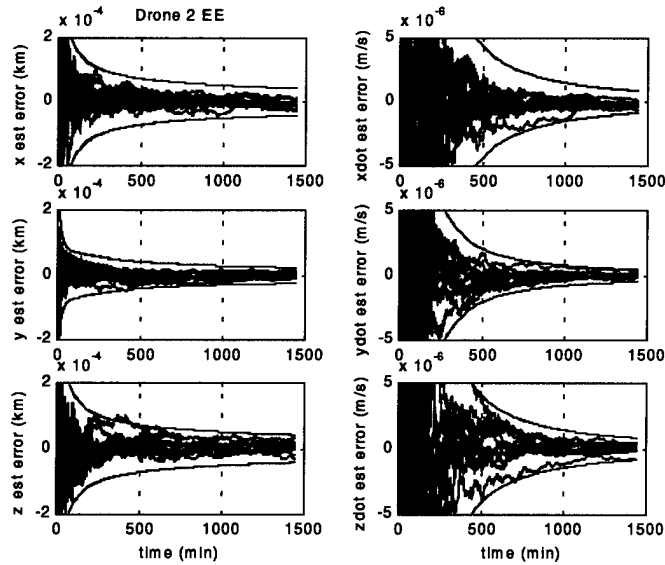 Drone 2 EE
x 10^-4
2
0
-2
x est error (km)
0 500 1000 1500
x 10^-6
5
0
-5
xdot est error (m/s)
0 500 1000 1500
x 10^-4
2
0
-2
y est error (km)
0 500 1000 1500
x 10^-6
5
0
-5
ydot est error (m/s)
0 500 1000 1500
x 10^-4
2
0
-2
z est error (km)
0 500 1000 1500
time (min)
x 10^-6
5
0
-5
zdot est error (m/s)
0 500 1000 1500
time (min)